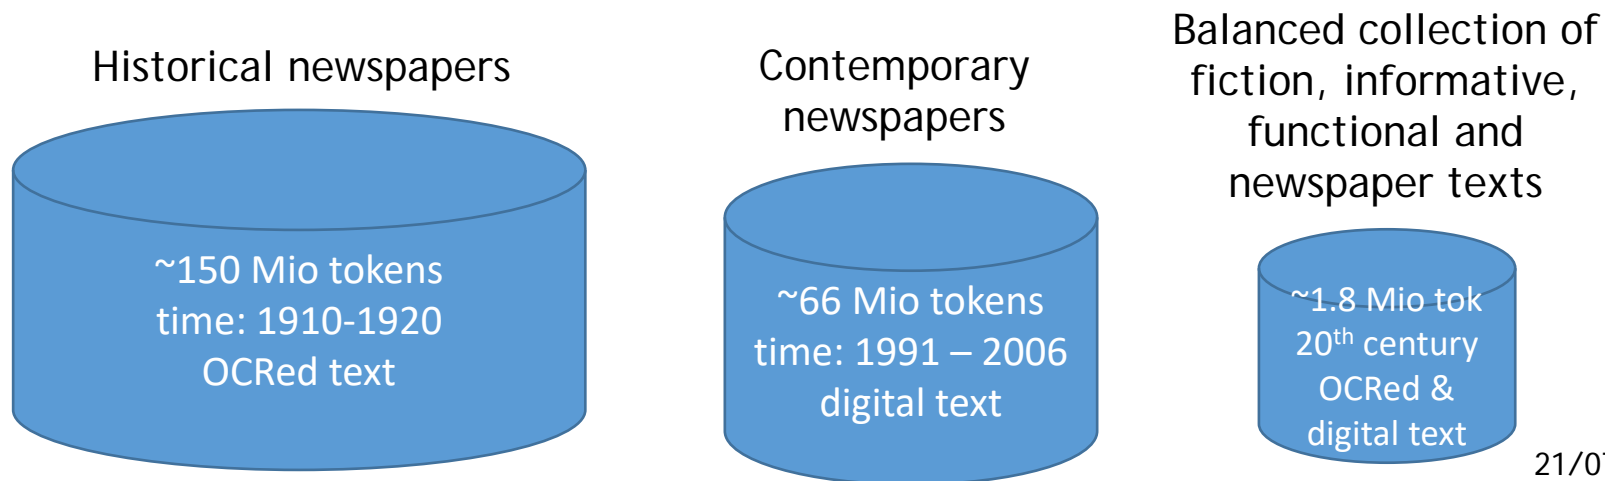 Historical newspapers
~150 Mio tokens
time: 1910-1920
OCRed text
Contemporary
newspapers
~66 Mio tokens
time: 1991 – 2006
digital text
Balanced collection of
fiction, informative,
functional and
newspaper texts
~1.8 Mio tok
20th century
OCRed &
digital text
21/07